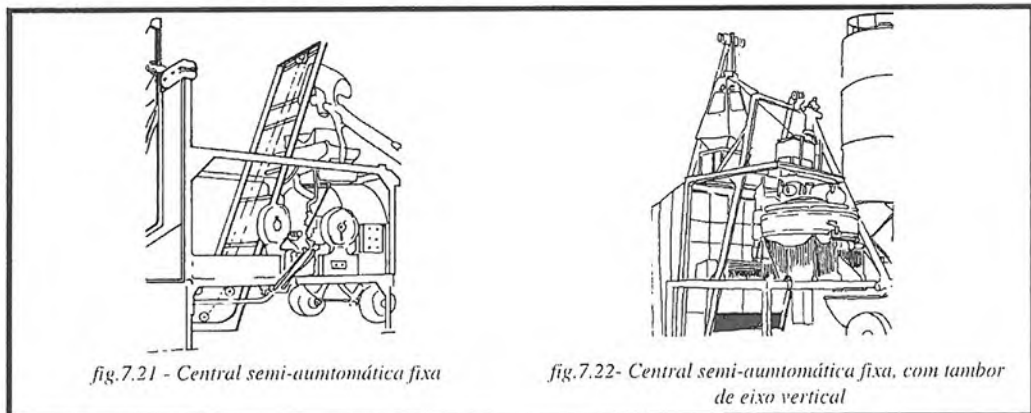 fig.7.21 - Central semi-aumtomática fixa
fig.7.22- Central semi-aumtomática fixa, com tambor
de eixo vertical